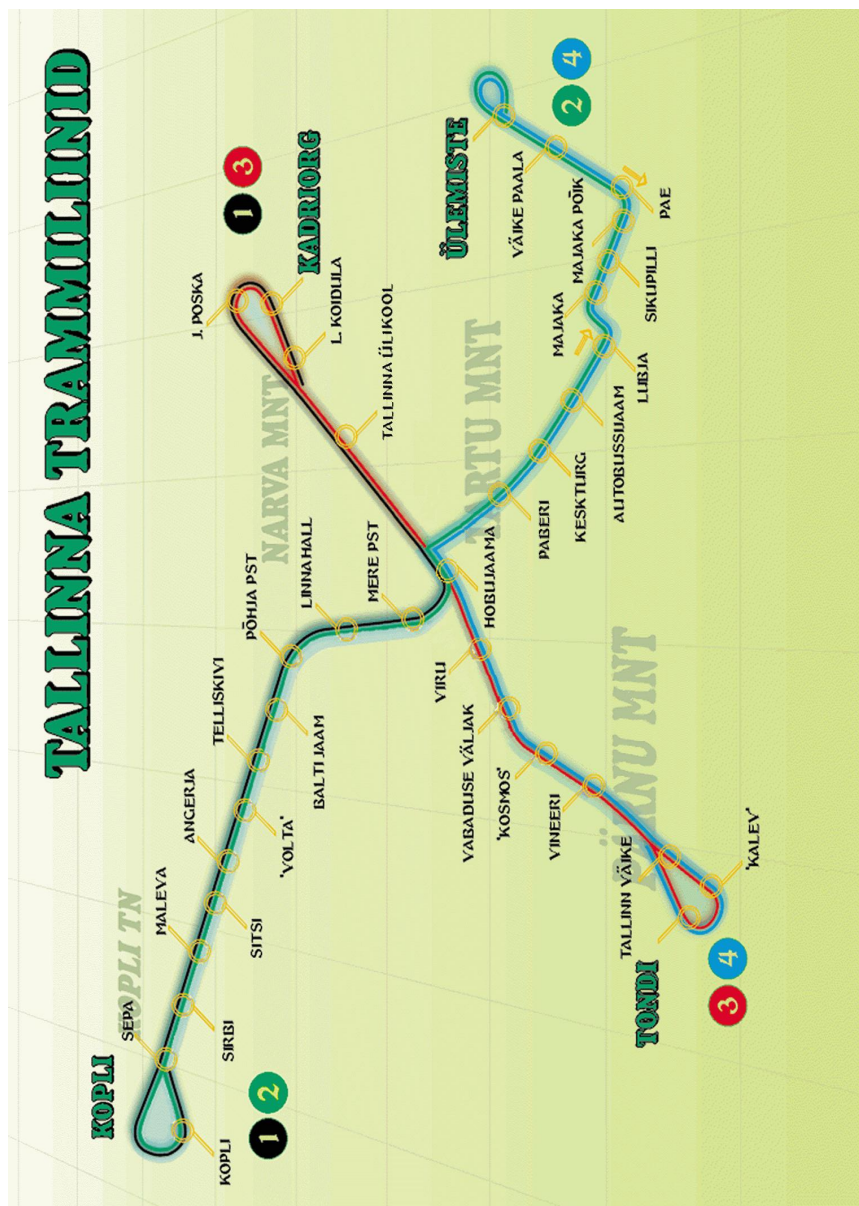 TALLINNA TRAMMILIINID
KOPLI
KOPLI TN
SEPA
MALEVA
ANGERJA
TELLISKIVI
PÕHJA PST
LINNAHALL
MERE PST
KOPLI
SIRBI
SITSI
'VOLTA'
BALTI JAAM
1 2
NARVA MNT
J. POSKA
1 3
KADRIORG
L. KOIDULA
TALLINNA ÜLIKOOL
HOBUJAAMA
VIRU
VABADUSE VÄLJAK
'KOSMOS'
VINEERI
TALLINN VÄIKE
'KALEV'
TONDI
3 4
PÄRNU MNT
TARTU MNT
PABERI
KESKTURG
AUTOBUSSIJAAM
LUBJA
MAJAKA
SIKUPILLI
MAJAKA PÕIK
PAE
VÄIKE PAALA
ÜLEMISTE
2 4